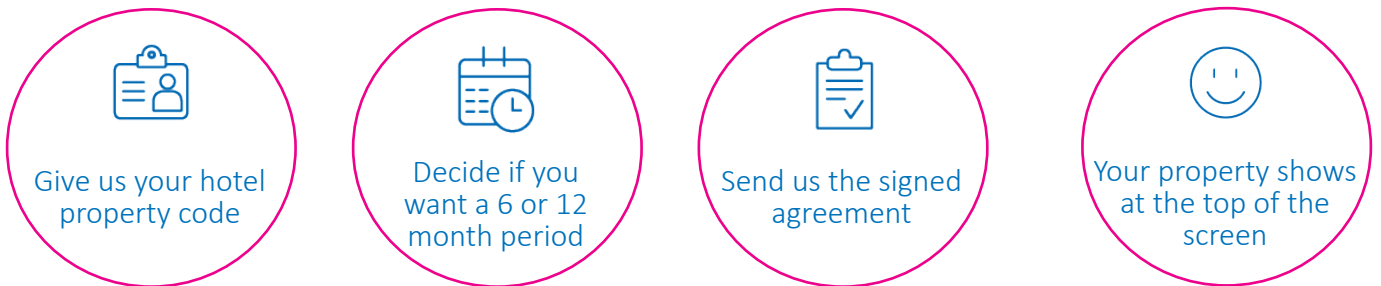 Give us your hotel
property code
Decide if you
want a 6 or 12
month period
Send us the signed
agreement
Your property shows
at the top of the
screen